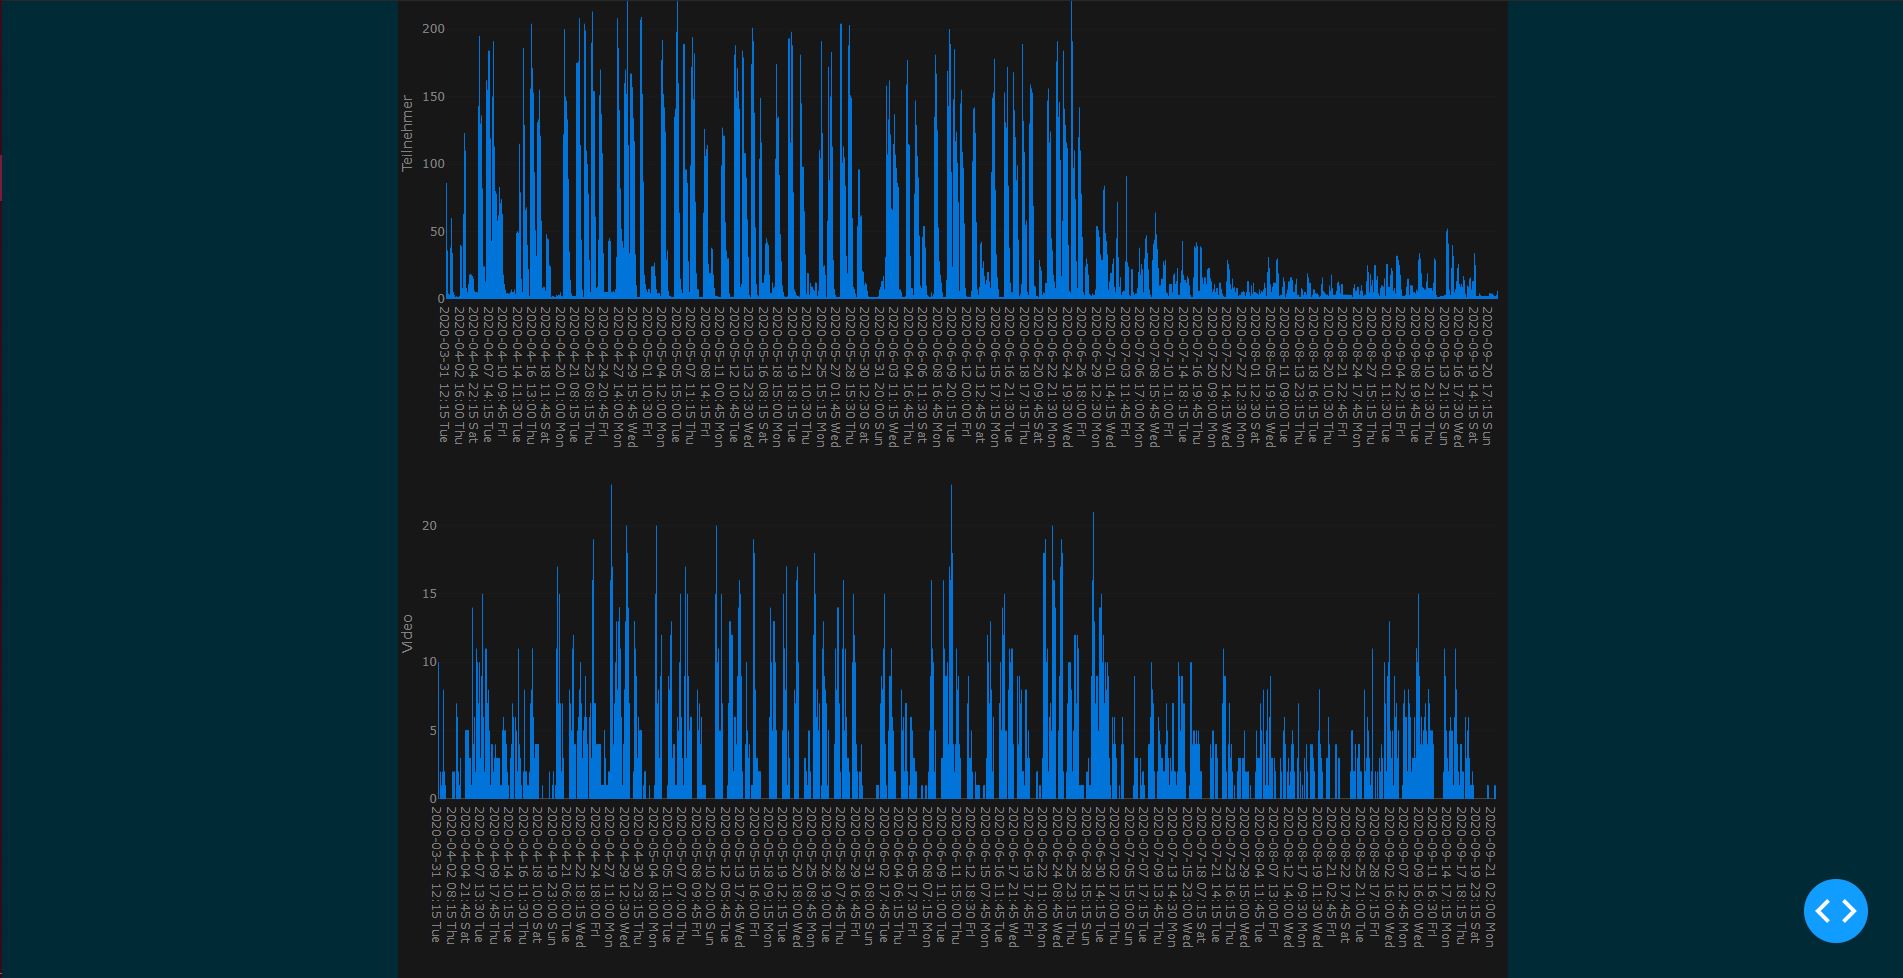 Teilnehmer
200
150
100
50
0
2020-03-31 12:15 Tue
2020-04-02 16:00 Thu
2020-04-04 22:15 Sat
2020-04-07 14:15 Tue
2020-04-10 09:45 Fri
2020-04-14 11:30 Tue
2020-04-16 13:00 Thu
2020-04-18 11:45 Sat
2020-04-20 01:00 Mon
2020-04-21 08:15 Tue
2020-04-23 08:15 Thu
2020-04-24 20:45 Fri
2020-04-27 14:00 Mon
2020-04-29 15:45 Wed
2020-05-01 10:30 Fri
2020-05-04 12:00 Mon
2020-05-05 15:00 Tue
2020-05-07 11:15 Thu
2020-05-08 14:15 Fri
2020-05-11 00:45 Mon
2020-05-12 10:45 Tue
2020-05-13 23:30 Wed
2020-05-16 08:15 Sat
2020-05-18 15:00 Mon
2020-05-19 18:15 Tue
2020-05-21 10:30 Thu
2020-05-25 15:15 Mon
2020-05-27 01:45 Wed
2020-05-28 15:30 Thu
2020-05-30 12:30 Sat
2020-05-31 20:00 Sun
2020-06-03 11:15 Wed
2020-06-04 16:45 Thu
2020-06-06 11:30 Sat
2020-06-08 16:45 Mon
2020-06-09 20:15 Tue
2020-06-12 00:00 Fri
2020-06-13 12:45 Sat
2020-06-15 17:15 Mon
2020-06-16 21:30 Tue
2020-06-18 17:15 Thu
2020-06-20 09:45 Sat
2020-06-22 21:30 Mon
2020-06-24 19:30 Wed
2020-06-26 18:00 Fri
2020-06-29 12:30 Mon
2020-07-01 14:15 Wed
2020-07-03 11:45 Fri
2020-07-06 17:00 Mon
2020-07-08 15:45 Wed
2020-07-10 11:00 Fri
2020-07-14 18:15 Tue
2020-07-16 19:45 Thu
2020-07-20 09:00 Mon
2020-07-22 14:15 Wed
2020-07-27 12:30 Mon
2020-08-01 12:30 Sat
2020-08-05 19:15 Wed
2020-08-11 09:00 Tue
2020-08-13 23:15 Thu
2020-08-18 16:15 Tue
2020-08-20 10:30 Thu
2020-08-21 22:45 Fri
2020-08-24 17:45 Mon
2020-08-27 15:15 Thu
2020-09-01 11:30 Tue
2020-09-04 22:15 Fri
2020-09-08 19:45 Tue
2020-09-10 21:30 Thu
2020-09-13 21:15 Sun
2020-09-16 17:30 Wed
2020-09-19 14:15 Sat
2020-09-20 17:15 Sun
Video
20
15
10
5
0
2020-03-31 12:15 Tue
2020-04-02 08:15 Thu
2020-04-04 21:45 Sat
2020-04-07 13:30 Tue
2020-04-09 17:45 Thu
2020-04-14 10:15 Tue
2020-04-16 11:30 Thu
2020-04-18 10:00 Sat
2020-04-19 23:00 Sun
2020-04-21 06:00 Tue
2020-04-22 18:15 Wed
2020-04-24 18:00 Fri
2020-04-27 11:00 Mon
2020-04-29 12:30 Wed
2020-04-30 23:15 Thu
2020-05-04 08:00 Mon
2020-05-05 11:15 Tue
2020-05-07 07:00 Thu
2020-05-08 09:45 Fri
2020-05-10 20:00 Sun
2020-05-12 05:45 Tue
2020-05-13 17:45 Wed
2020-05-15 16:00 Fri
2020-05-18 09:15 Mon
2020-05-19 12:15 Tue
2020-05-20 18:00 Wed
2020-05-25 08:45 Mon
2020-05-26 19:00 Tue
2020-05-28 07:45 Thu
2020-05-29 16:45 Fri
2020-05-31 08:00 Sun
2020-06-02 17:45 Tue
2020-06-04 06:15 Thu
2020-06-05 17:30 Fri
2020-06-08 07:15 Mon
2020-06-09 11:00 Tue
2020-06-11 15:00 Thu
2020-06-12 18:30 Fri
2020-06-15 07:45 Mon
2020-06-16 11:45 Tue
2020-06-17 21:45 Wed
2020-06-19 17:45 Fri
2020-06-22 11:00 Mon
2020-06-24 08:45 Wed
2020-06-25 23:15 Thu
2020-06-28 15:15 Sun
2020-06-30 14:15 Tue
2020-07-02 17:00 Thu
2020-07-05 15:00 Sun
2020-07-07 17:15 Tue
2020-07-09 13:45 Thu
2020-07-13 14:30 Mon
2020-07-15 23:00 Wed
2020-07-18 07:15 Sat
2020-07-21 14:15 Tue
2020-07-23 16:15 Thu
2020-07-29 15:00 Wed
2020-08-04 11:45 Tue
2020-08-07 13:00 Fri
2020-08-12 14:00 Wed
2020-08-17 09:30 Mon
2020-08-19 11:30 Wed
2020-08-21 02:45 Fri
2020-08-22 17:45 Sat
2020-08-25 21:00 Tue
2020-08-28 17:15 Fri
2020-09-02 16:00 Wed
2020-09-07 12:45 Mon
2020-09-09 16:00 Wed
2020-09-11 16:30 Fri
2020-09-14 17:15 Mon
2020-09-17 18:15 Thu
2020-09-19 23:15 Sat
2020-09-21 02:00 Mon